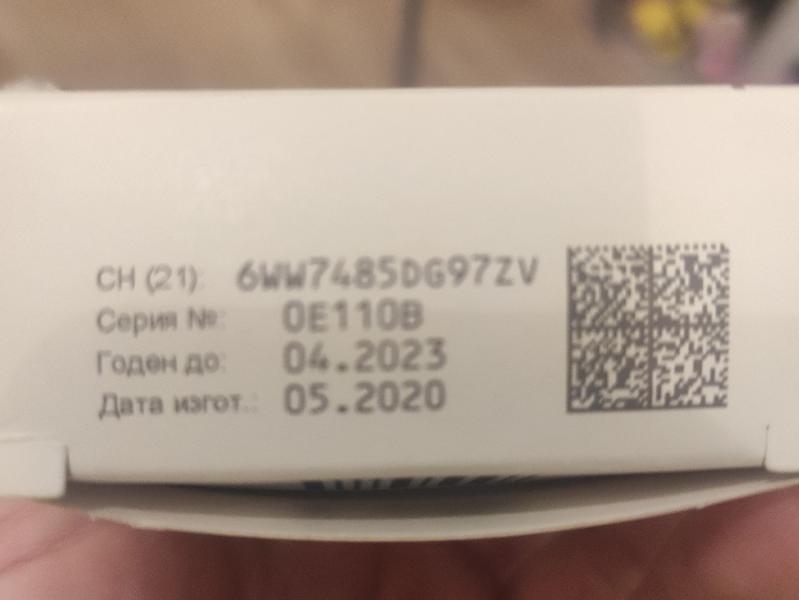 СН (21): 6WW7485DG97ZV
Серия №: 0E110B
Годен до: 04.2023
Дата изгот.: 05.2020